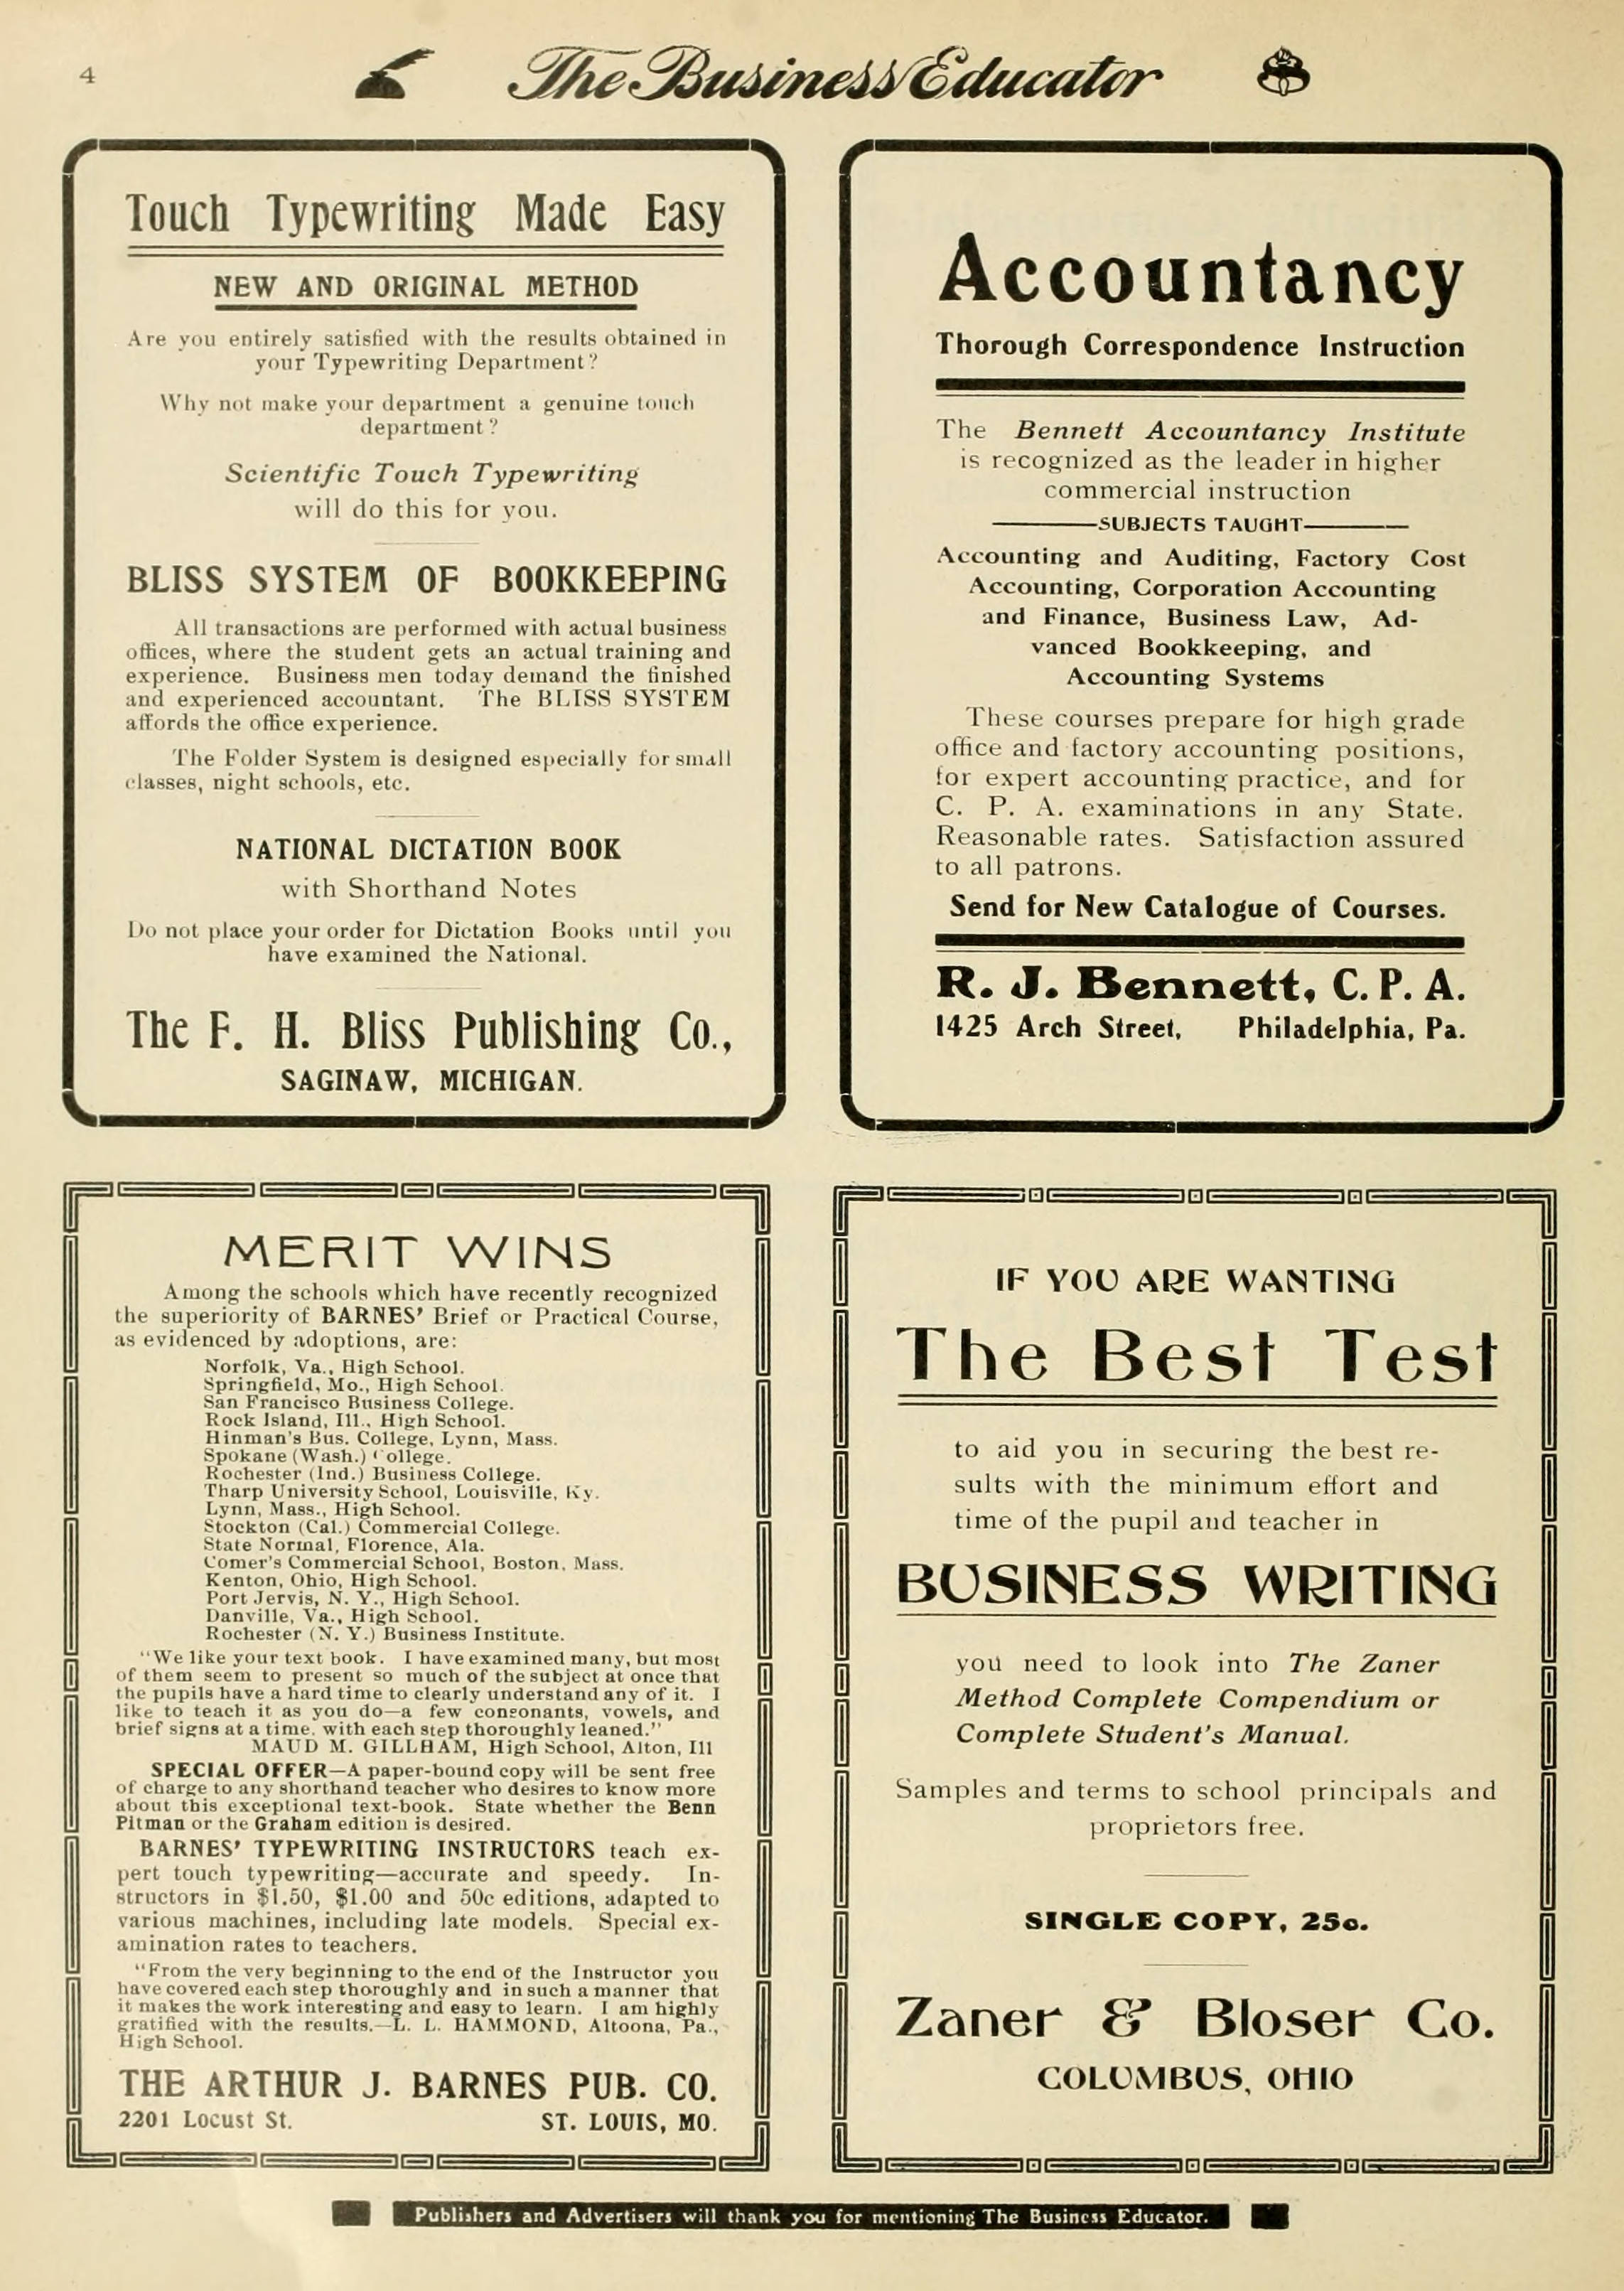 4
The Business Educator
Touch Typewriting Made Easy
NEW AND ORIGINAL METHOD
Are you entirely satisfied with the results obtained in
your Typewriting Department?
Why not make your department a genuine touch
department?
Scientific Touch Typewriting
will do this for you.
BLISS SYSTEM OF BOOKKEEPING
All transactions are performed with actual business
offices, where the student gets an actual training and
experience. Business men today demand the finished
and experienced accountant. The BLISS SYSTEM
affords the office experience.
The Folder System is designed especially for small
classes, night schools, etc.
NATIONAL DICTATION BOOK
with Shorthand Notes
Do not place your order for Dictation Books until you
have examined the National.
The F. H. Bliss Publishing Co.,
SAGINAW, MICHIGAN.
Accountancy
Thorough Correspondence Instruction
The Bennett Accountancy Institute
is recognized as the leader in higher
commercial instruction
SUBJECTS TAUGHT
Accounting and Auditing, Factory Cost
Accounting, Corporation Accounting
and Finance, Business Law, Ad-
vanced Bookkeeping, and
Accounting Systems
These courses prepare for high grade
office and factory accounting positions,
for expert accounting practice, and for
C. P. A. examinations in any State.
Reasonable rates. Satisfaction assured
to all patrons.
Send for New Catalogue of Courses.
R. J. Bennett, C. P. A.
1425 Arch Street, Philadelphia, Pa.
MERIT WINS
Among the schools which have recently recognized
the superiority of BARNES' Brief or Practical Course,
as evidenced by adoptions, are:
Norfolk, Va., High School.
Springfield, Mo., High School.
San Francisco Business College.
Rock Island, Ill., High School.
Hinman's Bus. College, Lynn, Mass.
Spokane (Wash.) College.
Rochester (Ind.) Business College.
Tharp University School, Louisville, Ky.
Lynn, Mass., High School.
Stockton (Cal.) Commercial College.
State Normal, Florence, Ala.
Comer's Commercial School, Boston, Mass.
Kenton, Ohio, High School.
Port Jervis, N. Y., High School.
Danville, Va., High School.
Rochester (N. Y.) Business Institute.
"We like your text book. I have examined many, but most
of them seem to present so much of the subject at once that
the pupils have a hard time to clearly understand any of it. I
like to teach it as you do—a few consonants, vowels, and
brief signs at a time, with each step thoroughly leaned."
MAUD M. GILLHAM, High School, Alton, Ill
SPECIAL OFFER—A paper-bound copy will be sent free
of charge to any shorthand teacher who desires to know more
about this exceptional text-book. State whether the Benn
Pitman or the Graham edition is desired.
BARNES' TYPEWRITING INSTRUCTORS teach ex-
pert touch typewriting—accurate and speedy. In-
structors in $1.50, $1.00 and 50c editions, adapted to
various machines, including late models. Special ex-
amination rates to teachers.
"From the very beginning to the end of the Instructor you
have covered each step thoroughly and in such a manner that
it makes the work interesting and easy to learn. I am highly
gratified with the results.—L. L. HAMMOND, Altoona, Pa.,
High School.
THE ARTHUR J. BARNES PUB. CO.
2201 Locust St. ST. LOUIS, MO.
IF YOU ARE WANTING
The Best Test
to aid you in securing the best re-
sults with the minimum effort and
time of the pupil and teacher in
BUSINESS WRITING
you need to look into The Zaner
Method Complete Compendium or
Complete Student's Manual.
Samples and terms to school principals and
proprietors free.
SINGLE COPY, 25c.
Zaner & Bloser Co.
COLUMBUS, OHIO
Publishers and Advertisers will thank you for mentioning The Business Educator.